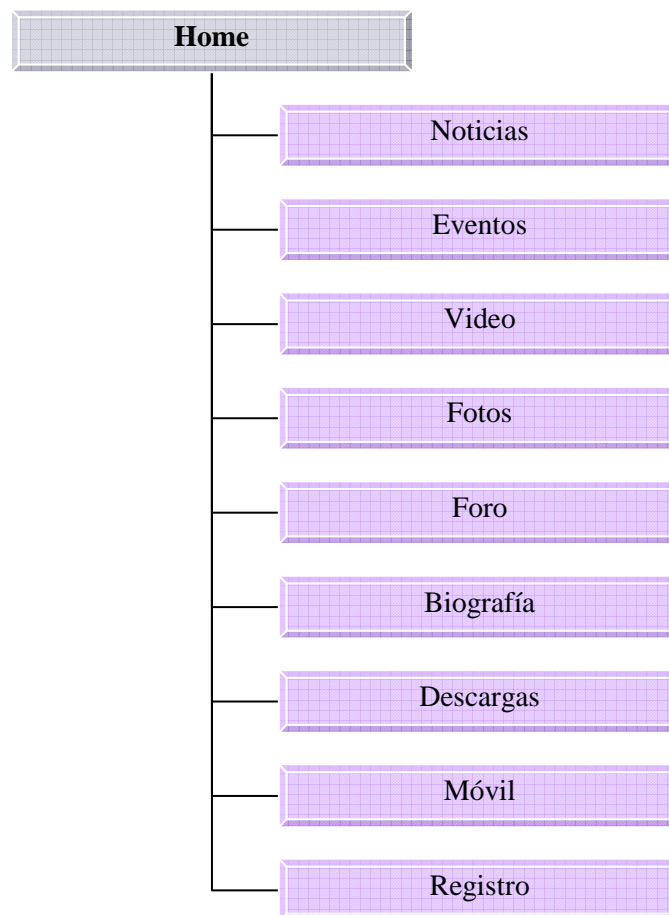 Home
Noticias
Eventos
Video
Fotos
Foro
Biografía
Descargas
Móvil
Registro